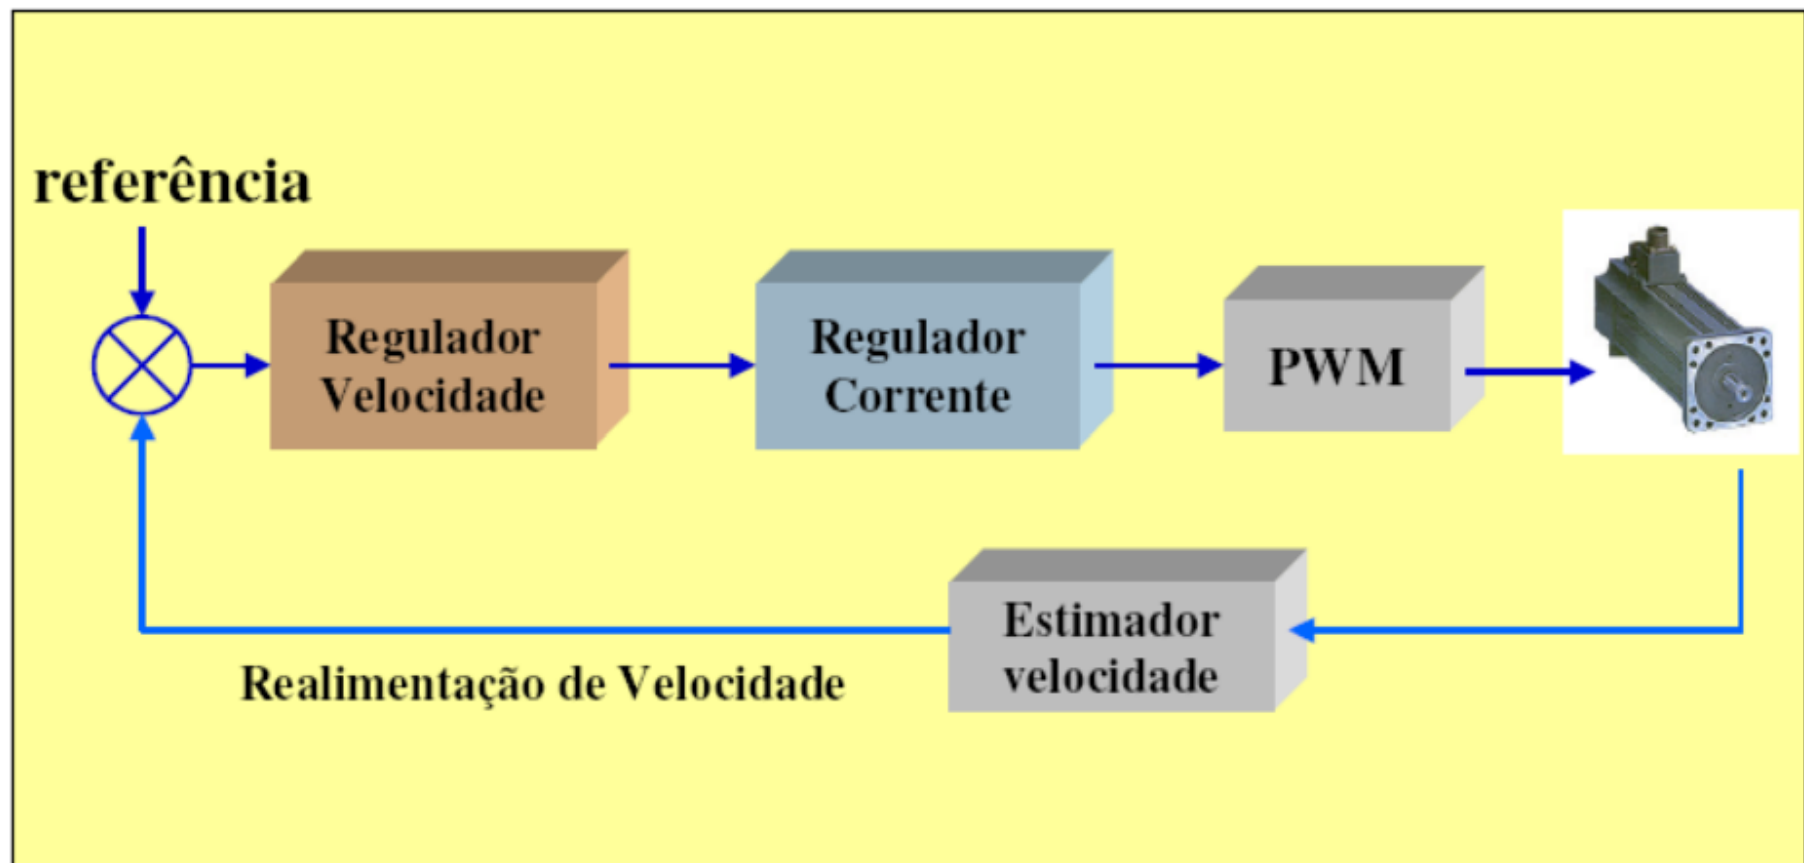 referência
Regulador
Velocidade
Regulador
Corrente
PWM
Estimador
velocidade
Realimentação de Velocidade